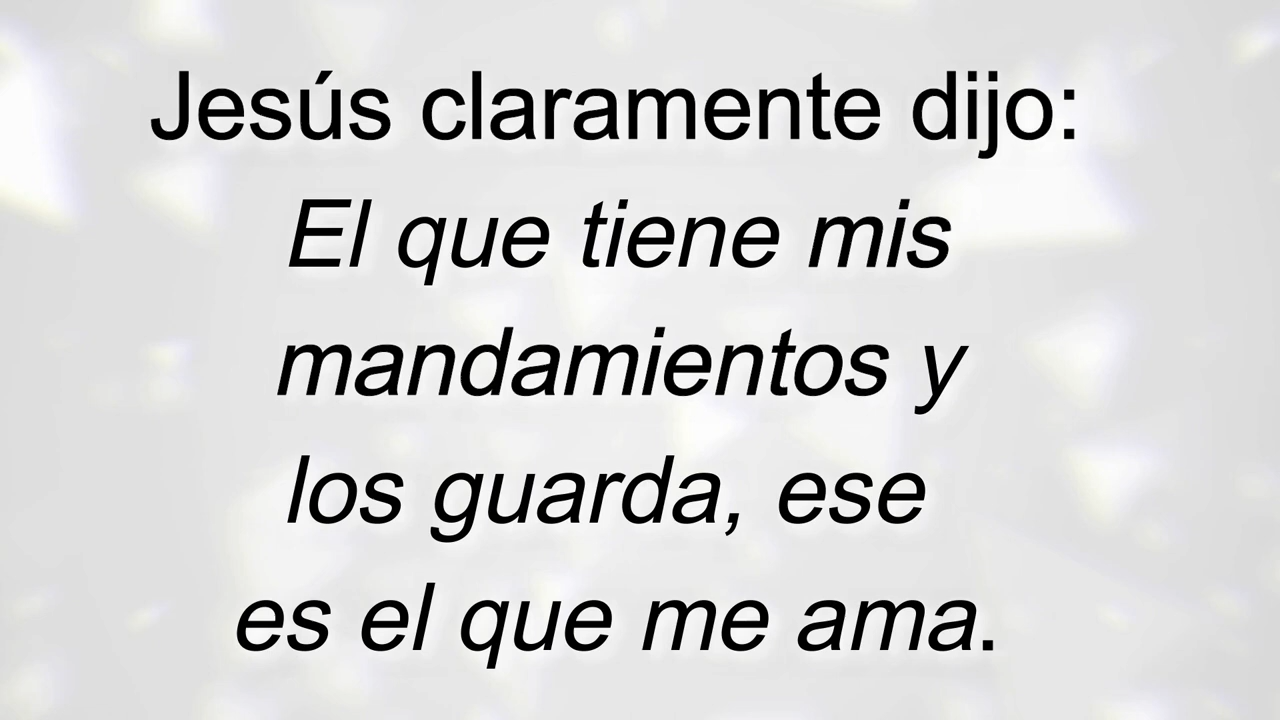 Jesús claramente dijo:
El que tiene mis
mandamientos y
los guarda, ese
es el que me ama.